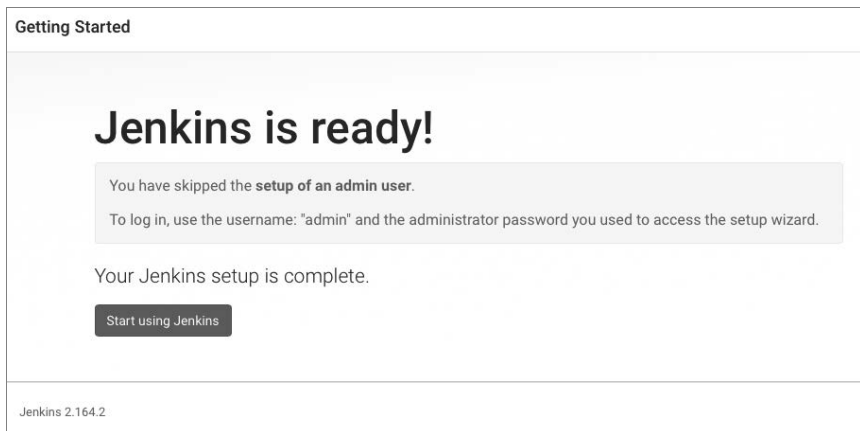 Getting Started
Jenkins is ready!
You have skipped the setup of an admin user.
To log in, use the username: "admin" and the administrator password you used to access the setup wizard.
Your Jenkins setup is complete.
Start using Jenkins
Jenkins 2.164.2